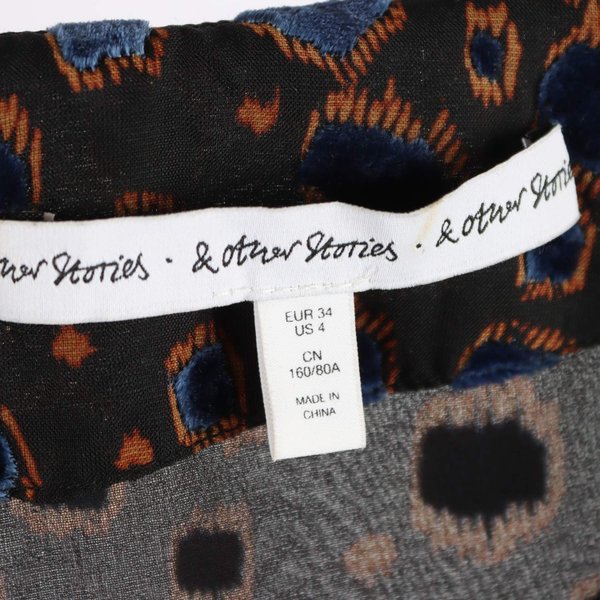 ther Stories · & Other Stories · & Other Stories
EUR 34
US 4
CN
160/80A
MADE IN
CHINA